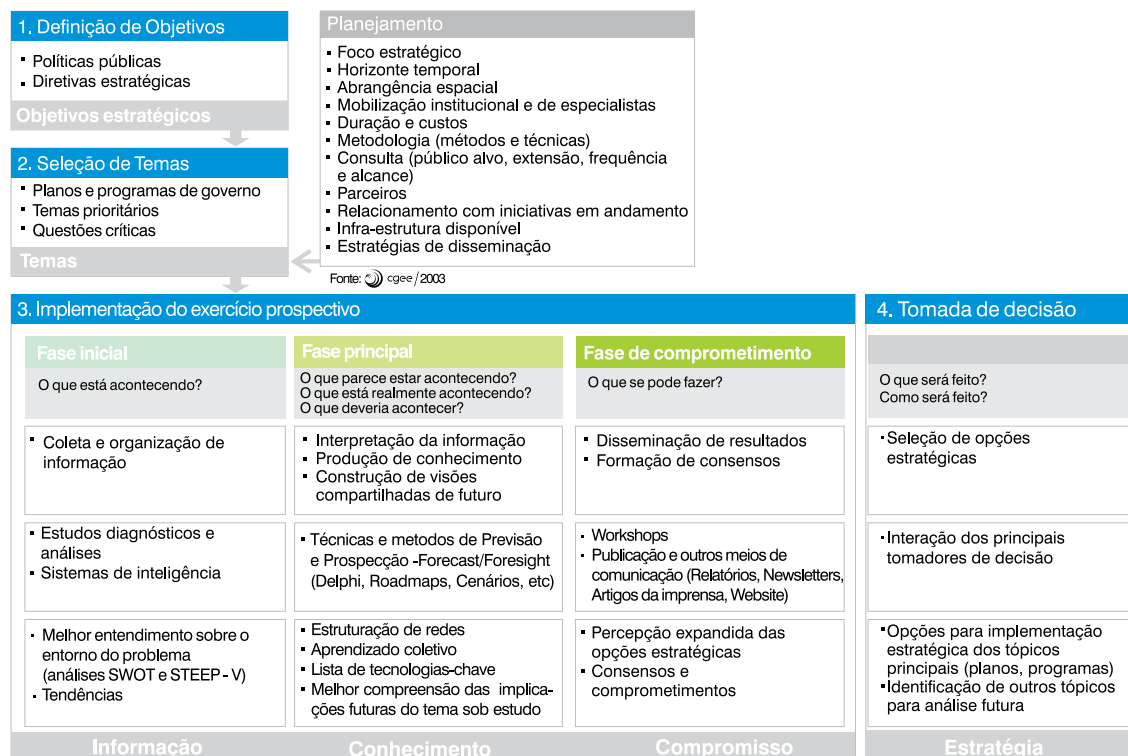 1. Definição de Objetivos
▪ Políticas públicas
▪ Diretivas estratégicas
Objetivos estratégicos
2. Seleção de Temas
▪ Planos e programas de governo
▪ Temas prioritários
▪ Questões críticas
Temas
Planejamento
▪ Foco estratégico
▪ Horizonte temporal
▪ Abrangência espacial
▪ Mobilização institucional e de especialistas
▪ Duração e custos
▪ Metodologia (métodos e técnicas)
▪ Consulta (público alvo, extensão, frequência
e alcance)
▪ Parceiros
▪ Relacionamento com iniciativas em andamento
▪ Infra-estrutura disponível
▪ Estratégias de disseminação
Fonte: cgee/2003
3. Implementação do exercício prospectivo
Fase inicial
O que está acontecendo?
▪ Coleta e organização de
informação
▪ Estudos diagnósticos e
análises
▪ Sistemas de inteligência
▪ Melhor entendimento sobre o
entorno do problema
(análises SWOT e STEEP - V)
▪ Tendências
Informação
Fase principal
O que parece estar acontecendo?
O que está realmente acontecendo?
O que deveria acontecer?
▪ Interpretação da informação
▪ Produção de conhecimento
▪ Construção de visões
compartilhadas de futuro
▪ Técnicas e metodos de Previsão
e Prospecção -Forecast/Foresight
(Delphi, Roadmaps, Cenários, etc)
▪ Estruturação de redes
▪ Aprendizado coletivo
▪ Lista de tecnologias-chave
▪ Melhor compreensão das implica-
ções futuras do tema sob estudo
Conhecimento
Fase de comprometimento
O que se pode fazer?
▪ Disseminação de resultados
▪ Formação de consensos
▪ Workshops
▪ Publicação e outros meios de
comunicação (Relatórios, Newsletters,
Artigos da imprensa, Website)
▪ Percepção expandida das
opções estratégicas
▪ Consensos e
comprometimentos
Compromisso
4. Tomada de decisão
O que será feito?
Como será feito?
▪Seleção de opções
estratégicas
▪Interação dos principais
tomadores de decisão
▪Opções para implementação
estratégica dos tópicos
principais (planos, programas)
▪Identificação de outros tópicos
para análise futura
Estratégia